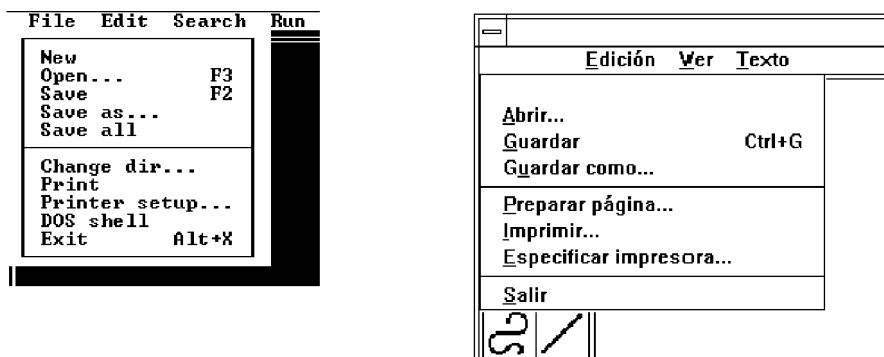 File Edit Search Run
New
Open... F3
Save F2
Save as...
Save all
Change dir...
Print
Printer setup...
DOS shell
Exit Alt+X
Edición Ver Texto
Abrir...
Guardar Ctrl+G
Guardar como...
Preparar página...
Imprimir...
Especificar impresora...
Salir